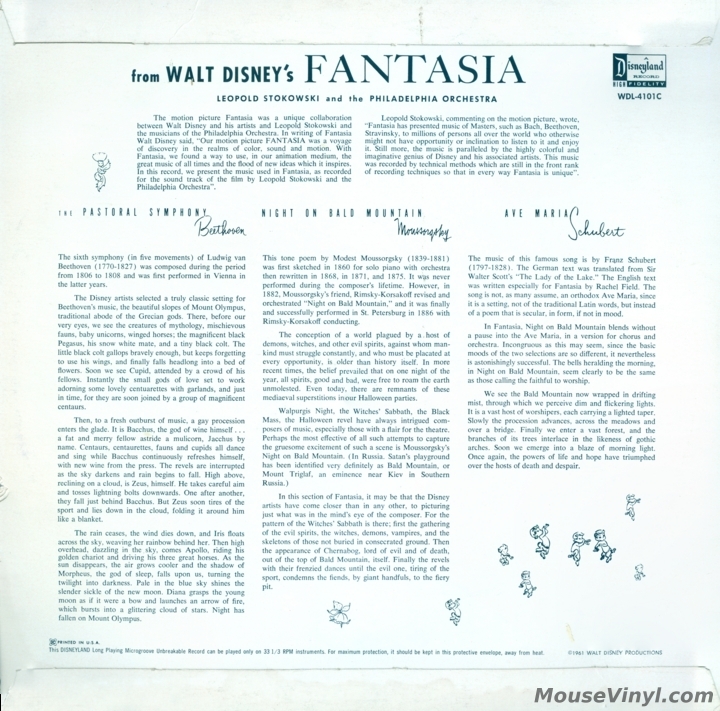 from WALT DISNEY's FANTASIA
LEOPOLD STOKOWSKI and the PHILADELPHIA ORCHESTRA
Disneyland
RECORDS
HIGH FIDELITY
WDL-4101C
The motion picture Fantasia was a unique collaboration
between Walt Disney and his artists and Leopold Stokowski and
the musicians of the Philadelphia Orchestra. In writing of Fantasia
Walt Disney said, "Our motion picture FANTASIA was a voyage
of discovery in the realms of color, sound and motion. With
Fantasia, we found a way to use, in our animation medium, the
great music of all times and the flood of new ideas which it inspires.
In this record, we present the music used in Fantasia, as recorded
for the sound track of the film by Leopold Stokowski and the
Philadelphia Orchestra".
Leopold Stokowski, commenting on the motion picture, wrote,
"Fantasia has presented music of Masters, such as Bach, Beethoven,
Stravinsky, to millions of persons all over the world who otherwise
might not have opportunity or inclination to listen to it and enjoy
it. Still more, the music is paralleled by the highly colorful and
imaginative genius of Disney and his associated artists. This music
was recorded by technical methods which are still in the front rank
of recording techniques so that in every way Fantasia is unique".
THE PASTORAL SYMPHONY
Beethoven
The sixth symphony (in five movements) of Ludwig van
Beethoven (1770-1827) was composed during the period
from 1806 to 1808 and was first performed in Vienna in
the latter years.
The Disney artists selected a truly classic setting for
Beethoven's music, the beautiful slopes of Mount Olympus,
traditional abode of the Grecian gods. There, before our
very eyes, we see the creatures of mythology, mischievous
fauns, baby unicorns, winged horses; the magnificent black
Pegasus, his snow white mate, and a tiny black colt. The
little black colt gallops bravely enough, but keeps forgetting
to use his wings, and finally falls headlong into a bed of
flowers. Soon we see Cupid, attended by a crowd of his
fellows. Instantly the small gods of love set to work
adorning some lovely centaurettes with garlands, and just
in time, for they are soon joined by a group of magnificent
centaurs.
Then, to a fresh outburst of music, a gay procession
enters the glade. It is Bacchus, the god of wine himself . . .
a fat and merry fellow astride a mulicorn, Jacchus by
name. Centaurs, centaurettes, fauns and cupids all dance
and sing while Bacchus continuously refreshes himself,
with new wine from the press. The revels are interrupted
as the sky darkens and rain begins to fall. High above,
reclining on a cloud, is Zeus, himself. He takes careful aim
and tosses lightning bolts downwards. One after another,
they fall just behind Bacchus. But Zeus soon tires of the
sport and lies down in the cloud, folding it around him
like a blanket.
The rain ceases, the wind dies down, and Iris floats
across the sky, weaving her rainbow behind her. Then high
overhead, dazzling in the sky, comes Apollo, riding his
golden chariot and driving his three great horses. As the
sun disappears, the air grows cooler and the shadow of
Morpheus, the god of sleep, falls upon us, turning the
twilight into darkness. Pale in the blue sky shines the
slender sickle of the new moon. Diana grasps the young
moon as if it were a bow and launches an arrow of fire,
which bursts into a glittering cloud of stars. Night has
fallen on Mount Olympus.
NIGHT ON BALD MOUNTAIN
Moussorgsky
This tone poem by Modest Moussorgsky (1839-1881)
was first sketched in 1860 for solo piano with orchestra
then rewritten in 1868, in 1871, and 1875. It was never
performed during the composer's lifetime. However, in
1882, Moussorgsky's friend, Rimsky-Korsakoff revised and
orchestrated "Night on Bald Mountain," and it was finally
and successfully performed in St. Petersburg in 1886 with
Rimsky-Korsakoff conducting.
The conception of a world plagued by a host of
demons, witches, and other evil spirits, against whom man-
kind must struggle constantly, and who must be placated at
every opportunity, is older than history itself. In more
recent times, the belief prevailed that on one night of the
year, all spirits, good and bad, were free to roam the earth
unmolested. Even today, there are remnants of these
mediaeval superstitions in our Halloween parties.
Walpurgis Night, the Witches' Sabbath, the Black
Mass, the Halloween revel have always intrigued com-
posers of music, especially those with a flair for the theatre.
Perhaps the most effective of all such attempts to capture
the gruesome excitement of such a scene is Moussorgsky's
Night on Bald Mountain. (In Russia. Satan's playground
has been identified very definitely as Bald Mountain, or
Mount Triglaf, an eminence near Kiev in Southern
Russia.)
In this section of Fantasia, it may be that the Disney
artists have come closer than in any other, to picturing
just what was in the mind's eye of the composer. For the
pattern of the Witches' Sabbath is there; first the gathering
of the evil spirits, the witches, demons, vampires, and the
skeletons of those not buried in consecrated ground. Then
the appearance of Chernabog, lord of evil and of death,
out of the top of Bald Mountain, itself. Finally the revels
with their frenzied dances until the evil one, tiring of the
sport, condemns the fiends, by giant handfuls, to the fiery
pit.
AVE MARIA
Schubert
The music of this famous song is by Franz Schubert
(1797-1828). The German text was translated from Sir
Walter Scott's "The Lady of the Lake." The English text
was written especially for Fantasia by Rachel Field. The
song is not, as many assume, an orthodox Ave Maria, since
it is a setting, not of the traditional Latin words, but instead
of a poem that is secular, in form, if not in mood.
In Fantasia, Night on Bald Mountain blends without
a pause into the Ave Maria, in a version for chorus and
orchestra. Incongruous as this may seem, since the basic
moods of the two selections are so different, it nevertheless
is astonishingly successful. The bells heralding the morning,
in Night on Bald Mountain, seem clearly to be the same
as those calling the faithful to worship.
We see the Bald Mountain now wrapped in drifting
mist, through which we perceive dim and flickering lights.
It is a vast host of worshipers, each carrying a lighted taper.
Slowly the procession advances, across the meadows and
over a bridge. Finally we enter a vast forest, and the
branches of its trees interlace in the likeness of gothic
arches. Soon we emerge into a blaze of morning light.
Once again, the powers of life and hope have triumphed
over the hosts of death and despair.
PRINTED IN U.S.A.
This DISNEYLAND Long Playing Microgroove Unbreakable Record can be played only on 33 1/3 RPM instruments. For maximum protection, it should be kept in this protective envelope, away from heat.
©1961 WALT DISNEY PRODUCTIONS
MouseVinyl.com